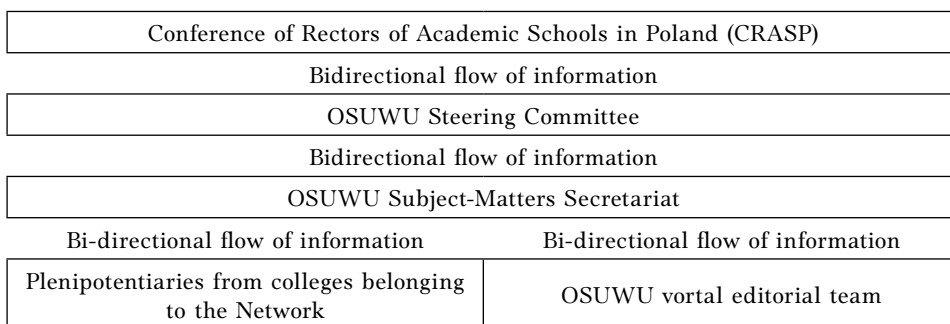 Conference of Rectors of Academic Schools in Poland (CRASP)
Bidirectional flow of information
OSUWU Steering Committee
Bidirectional flow of information
OSUWU Subject-Matters Secretariat
Bi-directional flow of information
Bi-directional flow of information
Plenipotentiaries from colleges belonging
to the Network
OSUWU vortal editorial team